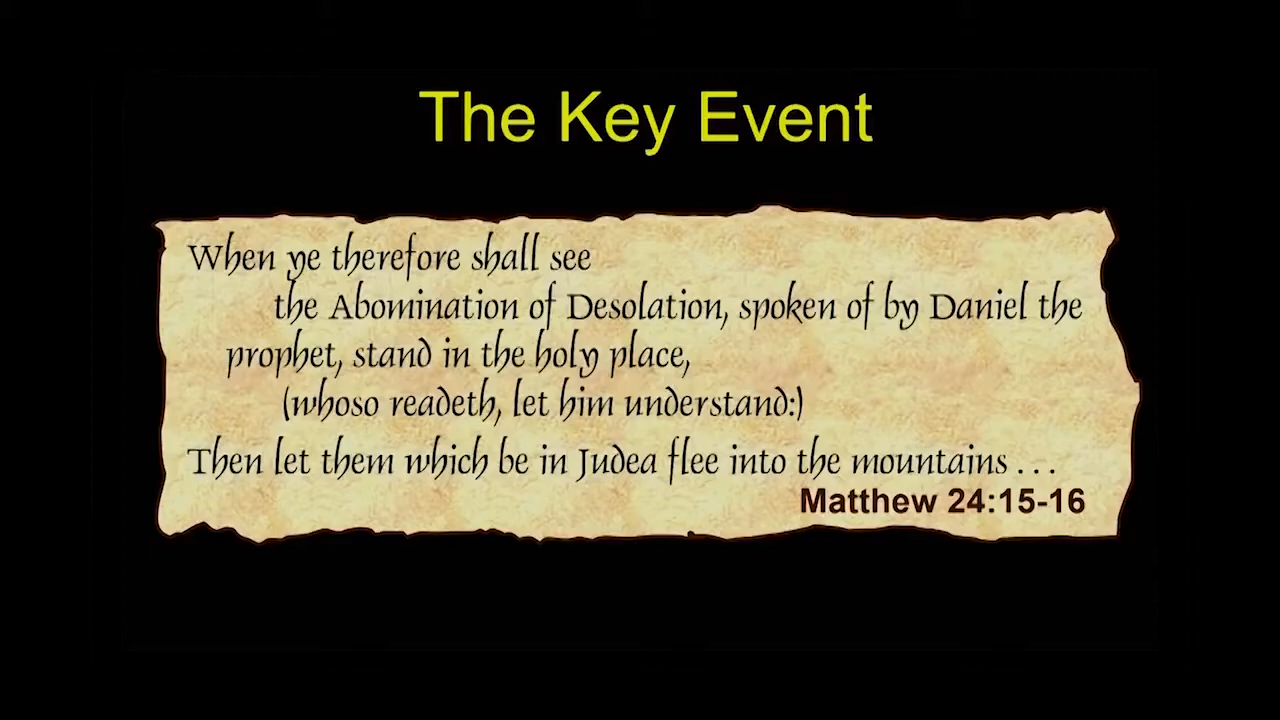 The Key Event
When ye therefore shall see
the Abomination of Desolation, spoken of by Daniel the
prophet, stand in the holy place,
(whoso readeth, let him understand:)
Then let them which be in Judea flee into the mountains . . .
Matthew 24:15-16